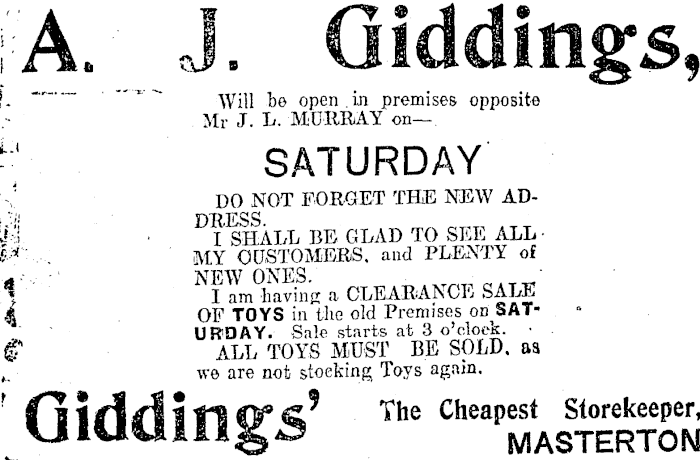 A. J. Giddings,
Will be open in premises opposite
Mr J. L. MURRAY on—
SATURDAY
DO NOT FORGET THE NEW AD-
DRESS.
I SHALL BE GLAD TO SEE ALL
MY CUSTOMERS, and PLENTY of
NEW ONES.
I am having a CLEARANCE SALE
OF TOYS in the old Premises on SAT-
URDAY. Sale starts at 3 o'clock.
ALL TOYS MUST BE SOLD, as
we are not stocking Toys again.
Giddings' The Cheapest Storekeeper,
MASTERTON